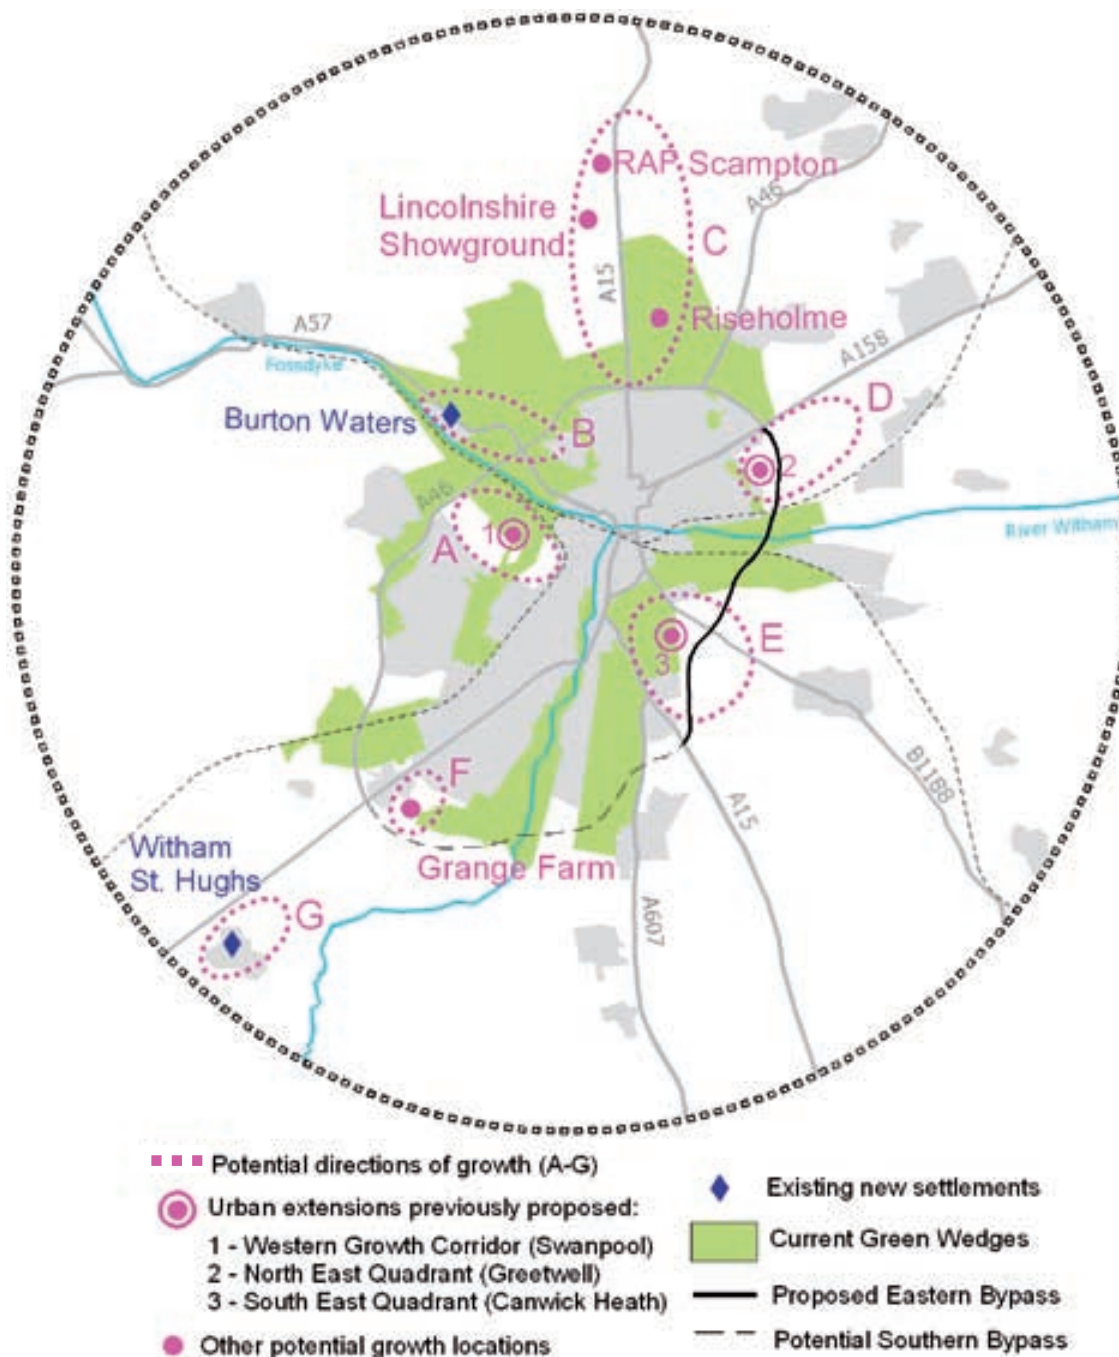 RAP Scampton
Lincolnshire
Showground
C
A46
A15
Riseholme
A57
Fossdyke
A158
D
Burton Waters
B
2
A46
River Witham
1
A
E
3
F
B1188
A15
Witham
St. Hughs
Grange Farm
G
A607
Potential directions of growth (A-G)
Urban extensions previously proposed:
1 - Western Growth Corridor (Swanpool)
2 - North East Quadrant (Greetwell)
3 - South East Quadrant (Canwick Heath)
Other potential growth locations
Existing new settlements
Current Green Wedges
Proposed Eastern Bypass
Potential Southern Bypass